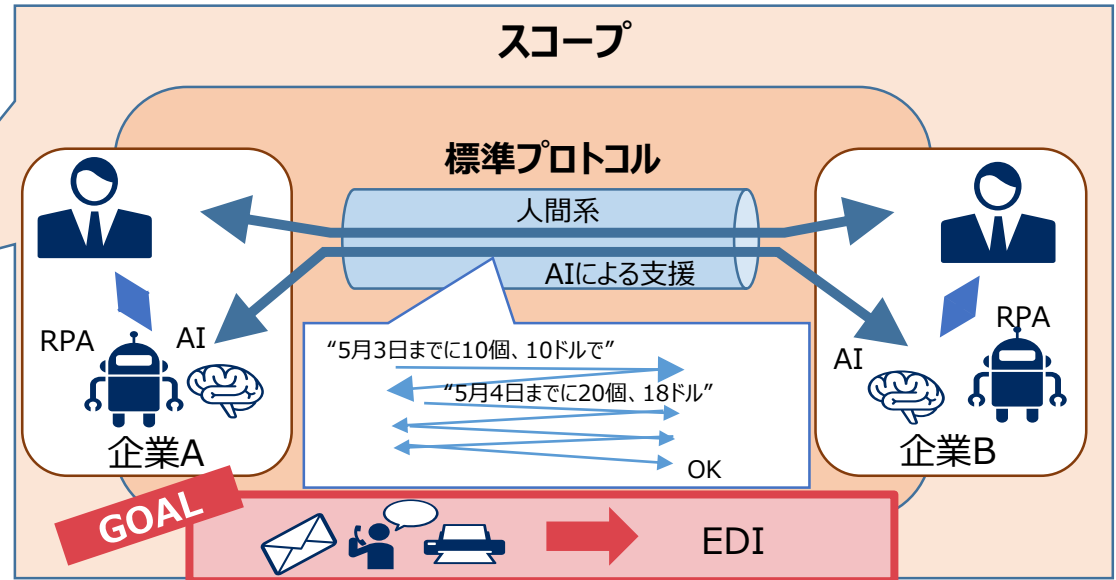 スコープ
標準プロトコル
人間系
AIによる支援
RPA
AI
企業A
“5月3日までに10個、10ドルで”
“5月4日までに20個、18ドル”
OK
RPA
AI
企業B
GOAL
EDI